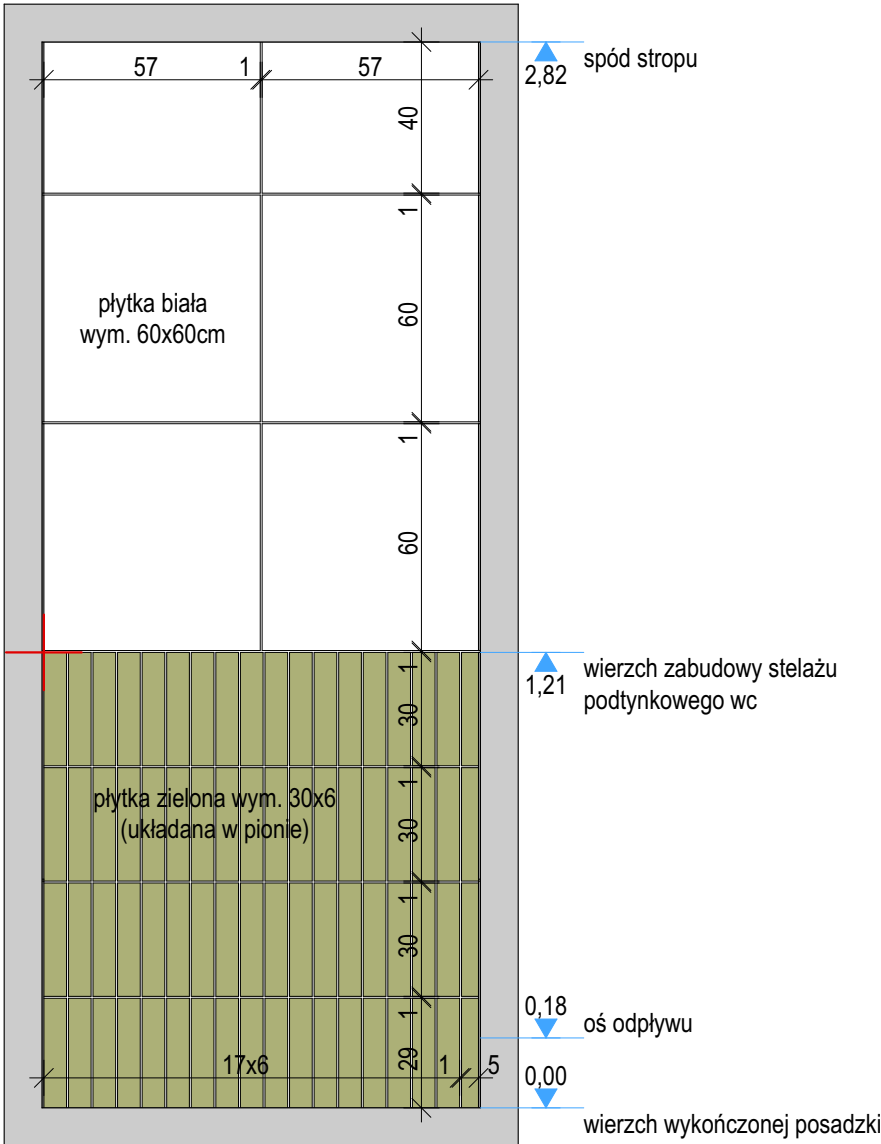 57 1 57
2,82 spód stropu
40
1
płytka biała
wym. 60x60cm
60
1
60
1
1,21 wierzch zabudowy stelażu
podtynkowego wc
30
1
płytka zielona wym. 30x6
(układana w pionie)
30
1
30
0,18 oś odpływu
1
29
17x6 1 5
0,00
wierzch wykończonej posadzki